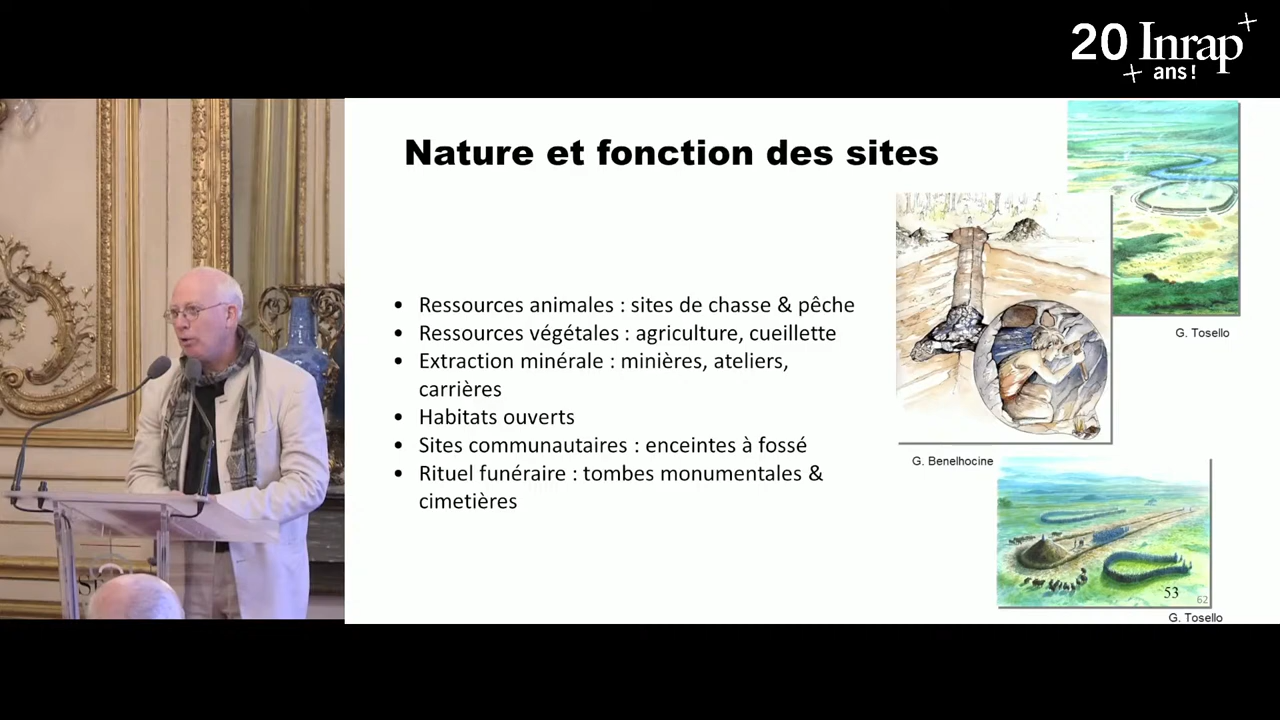 20 Inrap
ans !
Nature et fonction des sites
• Ressources animales : sites de chasse & pêche
• Ressources végétales : agriculture, cueillette
• Extraction minérale : minières, ateliers,
carrières
• Habitats ouverts
• Sites communautaires : enceintes à fossé
• Rituel funéraire : tombes monumentales &
cimetières
G. Tosello
G. Benelhocine
53
62
G. Tosello